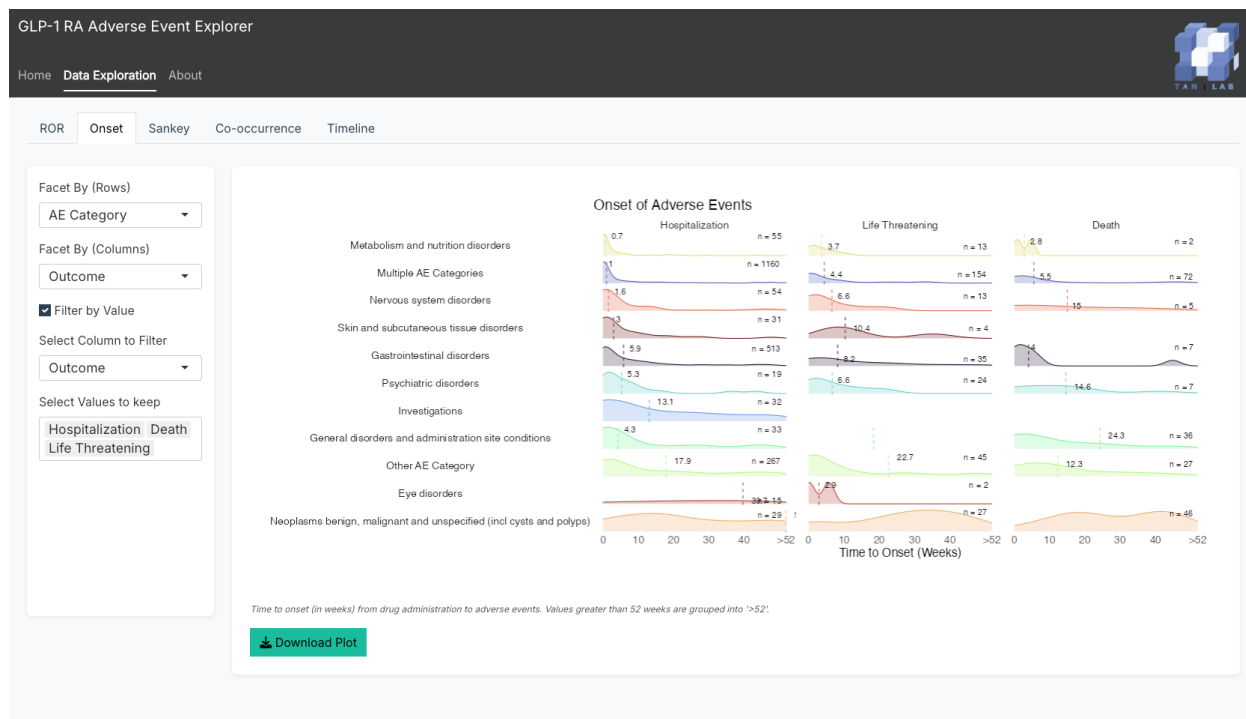 GLP-1 RA Adverse Event Explorer
TAN LAB
Home Data Exploration About
ROR Onset Sankey Co-occurrence Timeline
Facet By (Rows)
AE Category
Facet By (Columns)
Outcome
Filter by Value
Select Column to Filter
Outcome
Select Values to keep
Hospitalization Death
Life Threatening
Onset of Adverse Events
Hospitalization Life Threatening Death
Metabolism and nutrition disorders 0.7 n = 55 3.7 n = 13 2.8 n = 2
Multiple AE Categories 1 n = 1160 4.4 n = 154 5.5 n = 72
Nervous system disorders 1.6 n = 54 6.6 n = 13 15 n = 5
Skin and subcutaneous tissue disorders 3 n = 31 10.4 n = 4
Gastrointestinal disorders 5.9 n = 513 8.2 n = 35 4 n = 7
Psychiatric disorders 5.3 n = 19 6.6 n = 24 14.6 n = 7
Investigations 13.1 n = 32
General disorders and administration site conditions 4.3 n = 33 24.3 n = 36
Other AE Category 17.9 n = 267 22.7 n = 45 12.3 n = 27
Eye disorders 39.7 n = 15 2.9 n = 2
Neoplasms benign, malignant and unspecified (incl cysts and polyps) n = 29 n = 27 n = 46
0 10 20 30 40 >52 0 10 20 30 40 >52 0 10 20 30 40 >52
Time to Onset (Weeks)
Time to onset (in weeks) from drug administration to adverse events. Values greater than 52 weeks are grouped into '>52'.
Download Plot